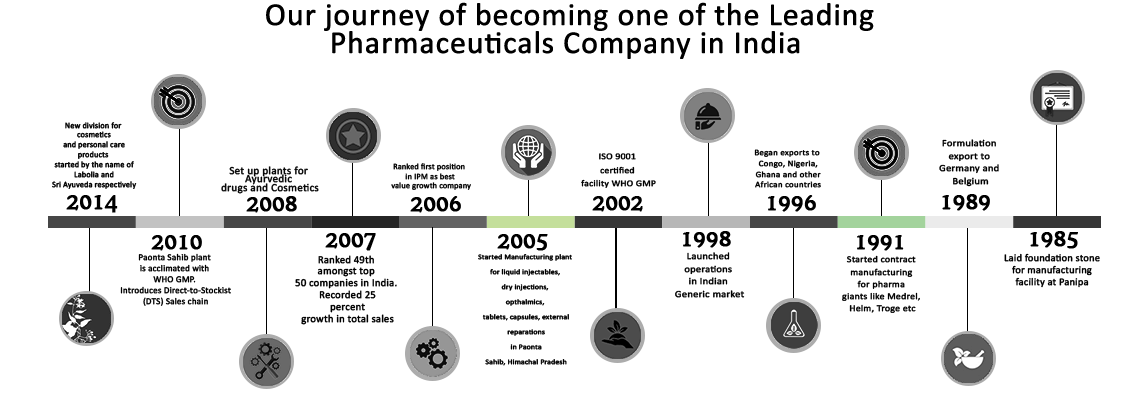 Our journey of becoming one of the Leading
Pharmaceuticals Company in India
New division for
cosmetics
and personal care
products
started by the name of
Labolia and
Sri Ayuveda respectively
2014
2010
Paonta Sahib plant
is acclimated with
WHO GMP.
Introduces Direct-to-Stockist
(DTS) Sales chain
Set up plants for
Ayurvedic
drugs and Cosmetics
2008
2007
Ranked 49th
amongst top
50 companies in India.
Recorded 25
percent
growth in total sales
Ranked first position
in IPM as best
value growth company
2006
2005
Started Manufacturing plant
for liquid injectables,
dry injections,
opthalmics,
tablets, capsules, external
reparations
in Paonta
Sahib, Himachal Pradesh
ISO 9001
certified
facility WHO GMP
2002
1998
Launched
operations
in Indian
Generic market
Began exports to
Congo, Nigeria,
Ghana and other
African countries
1996
1991
Started contract
manufacturing
for pharma
giants like Medrel,
Helm, Troge etc
Formulation
export to
Germany and
Belgium
1989
1985
Laid foundation stone
for manufacturing
facility at Panipa